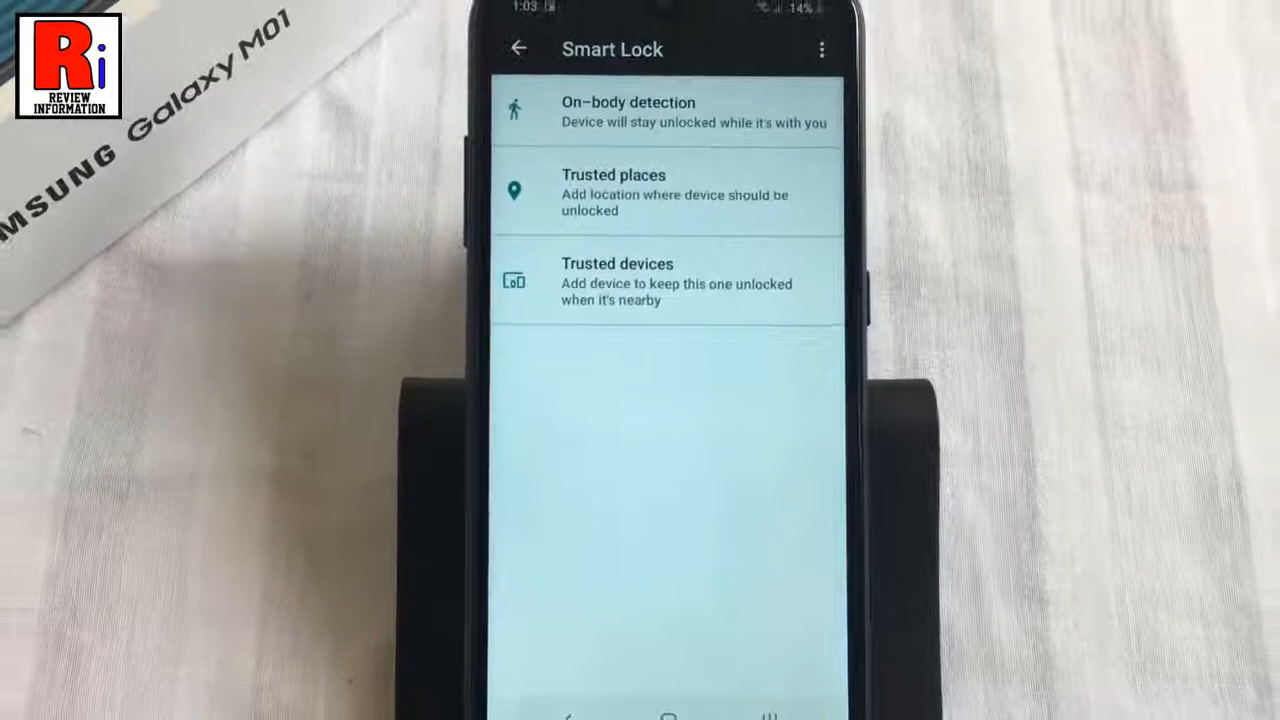 Ri
REVIEW
INFORMATION
MSUNG Galaxy M01
1:03
14%
Smart Lock
On-body detection
Device will stay unlocked while it's with you
Trusted places
Add location where device should be
unlocked
Trusted devices
Add device to keep this one unlocked
when it's nearby